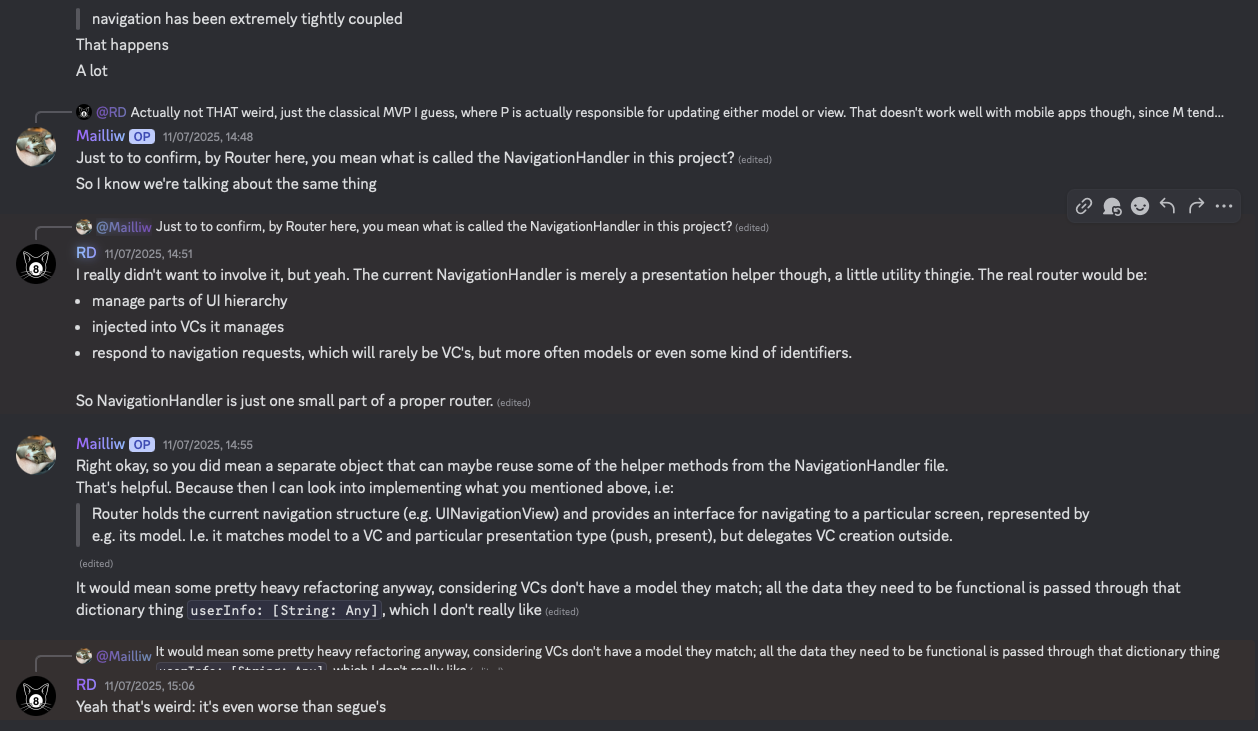 navigation has been extremely tightly coupled
That happens
A lot
@RD Actually not THAT weird, just the classical MVP I guess, where P is actually responsible for updating either model or view. That doesn't work well with mobile apps though, since M tend...
Mailliw OP 11/07/2025, 14:48
Just to to confirm, by Router here, you mean what is called the NavigationHandler in this project? (edited)
So I know we're talking about the same thing
@Mailliw Just to to confirm, by Router here, you mean what is called the NavigationHandler in this project? (edited)
RD 11/07/2025, 14:51
I really didn't want to involve it, but yeah. The current NavigationHandler is merely a presentation helper though, a little utility thingie. The real router would be:
• manage parts of UI hierarchy
• injected into VCs it manages
• respond to navigation requests, which will rarely be VC's, but more often models or even some kind of identifiers.
So NavigationHandler is just one small part of a proper router. (edited)
Mailliw OP 11/07/2025, 14:55
Right okay, so you did mean a separate object that can maybe reuse some of the helper methods from the NavigationHandler file.
That's helpful. Because then I can look into implementing what you mentioned above, i.e:
Router holds the current navigation structure (e.g. UINavigationView) and provides an interface for navigating to a particular screen, represented by
e.g. its model. I.e. it matches model to a VC and particular presentation type (push, present), but delegates VC creation outside.
(edited)
It would mean some pretty heavy refactoring anyway, considering VCs don't have a model they match; all the data they need to be functional is passed through that
dictionary thing userInfo: [String: Any], which I don't really like (edited)
@Mailliw It would mean some pretty heavy refactoring anyway, considering VCs don't have a model they match; all the data they need to be functional is passed through that dictionary thing
userInfo: [String: Any], which I don't really like (edited)
RD 11/07/2025, 15:06
Yeah that's weird: it's even worse than segue's